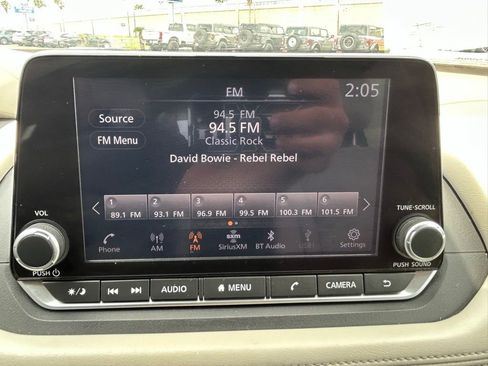 FM
2:05
Source
94.5 FM
94.5 FM
FM Menu
Classic Rock
David Bowie - Rebel Rebel
1 2 3 4 5 6
89.1 FM 93.1 FM 96.9 FM 99.5 FM 100.3 FM 101.5 FM
VOL
TUNE·SCROLL
sxm
Phone AM FM SiriusXM BT Audio USB Settings
PUSH
PUSH SOUND
AUDIO MENU CAMERA